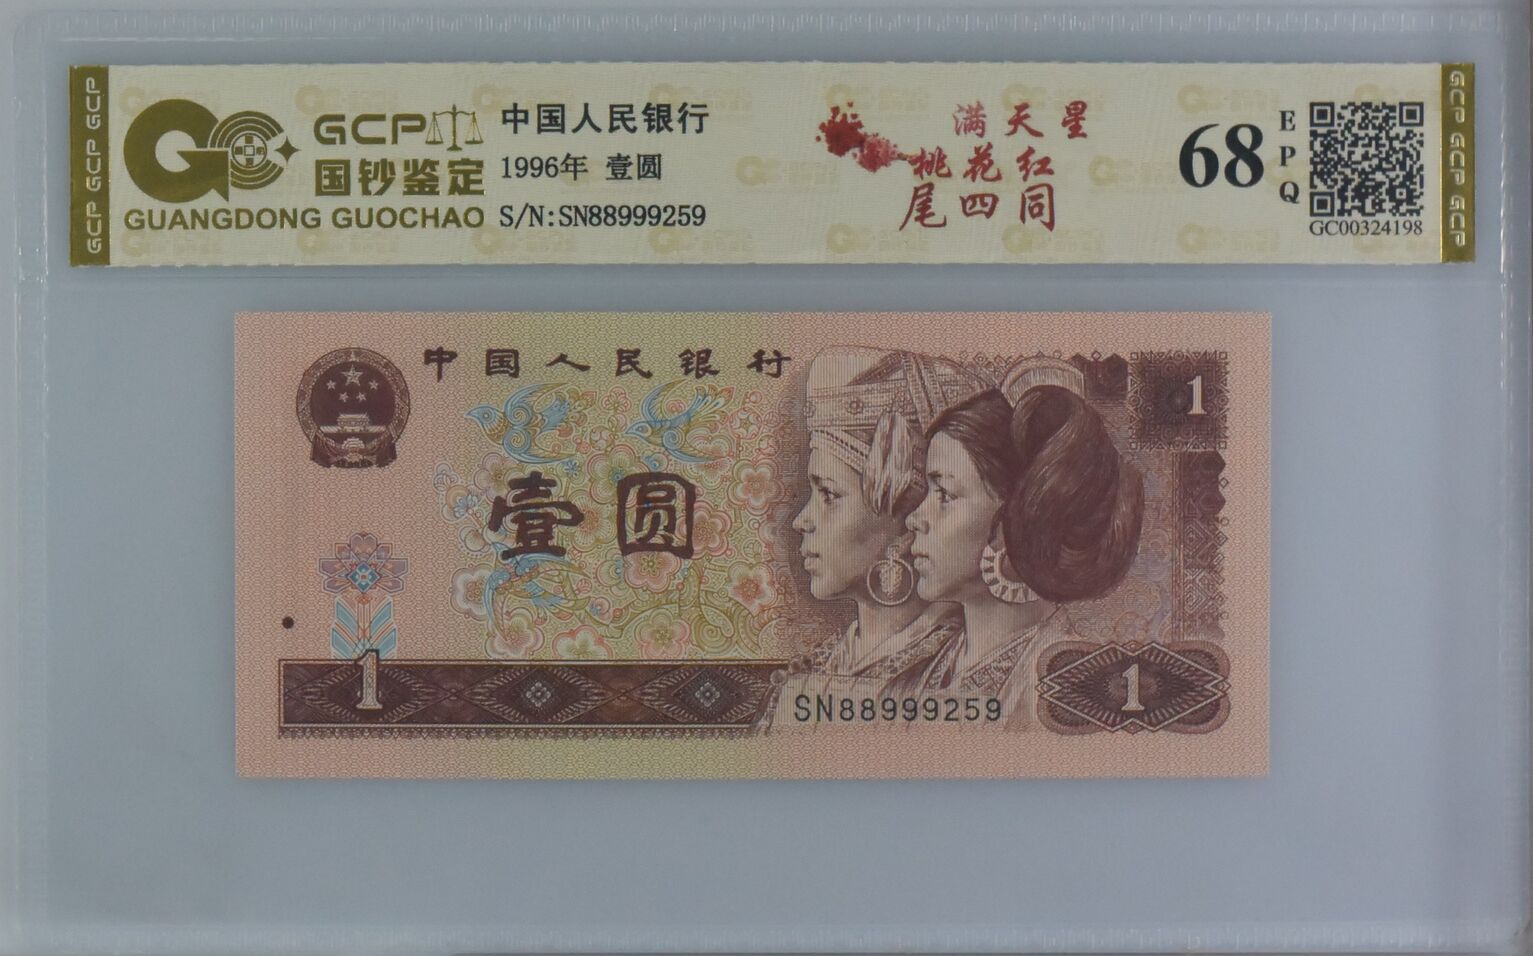 GCP GCP GCP
GCP
国钞鉴定
GUANGDONG GUOCHAO
中国人民银行
1996年 壹圆
S/N:SN88999259
满天星
桃花红
尾四同
68
EPQ
GC00324198
GCP GCP GCP
中国人民银行
1
壹圆
1
SN88999259
1